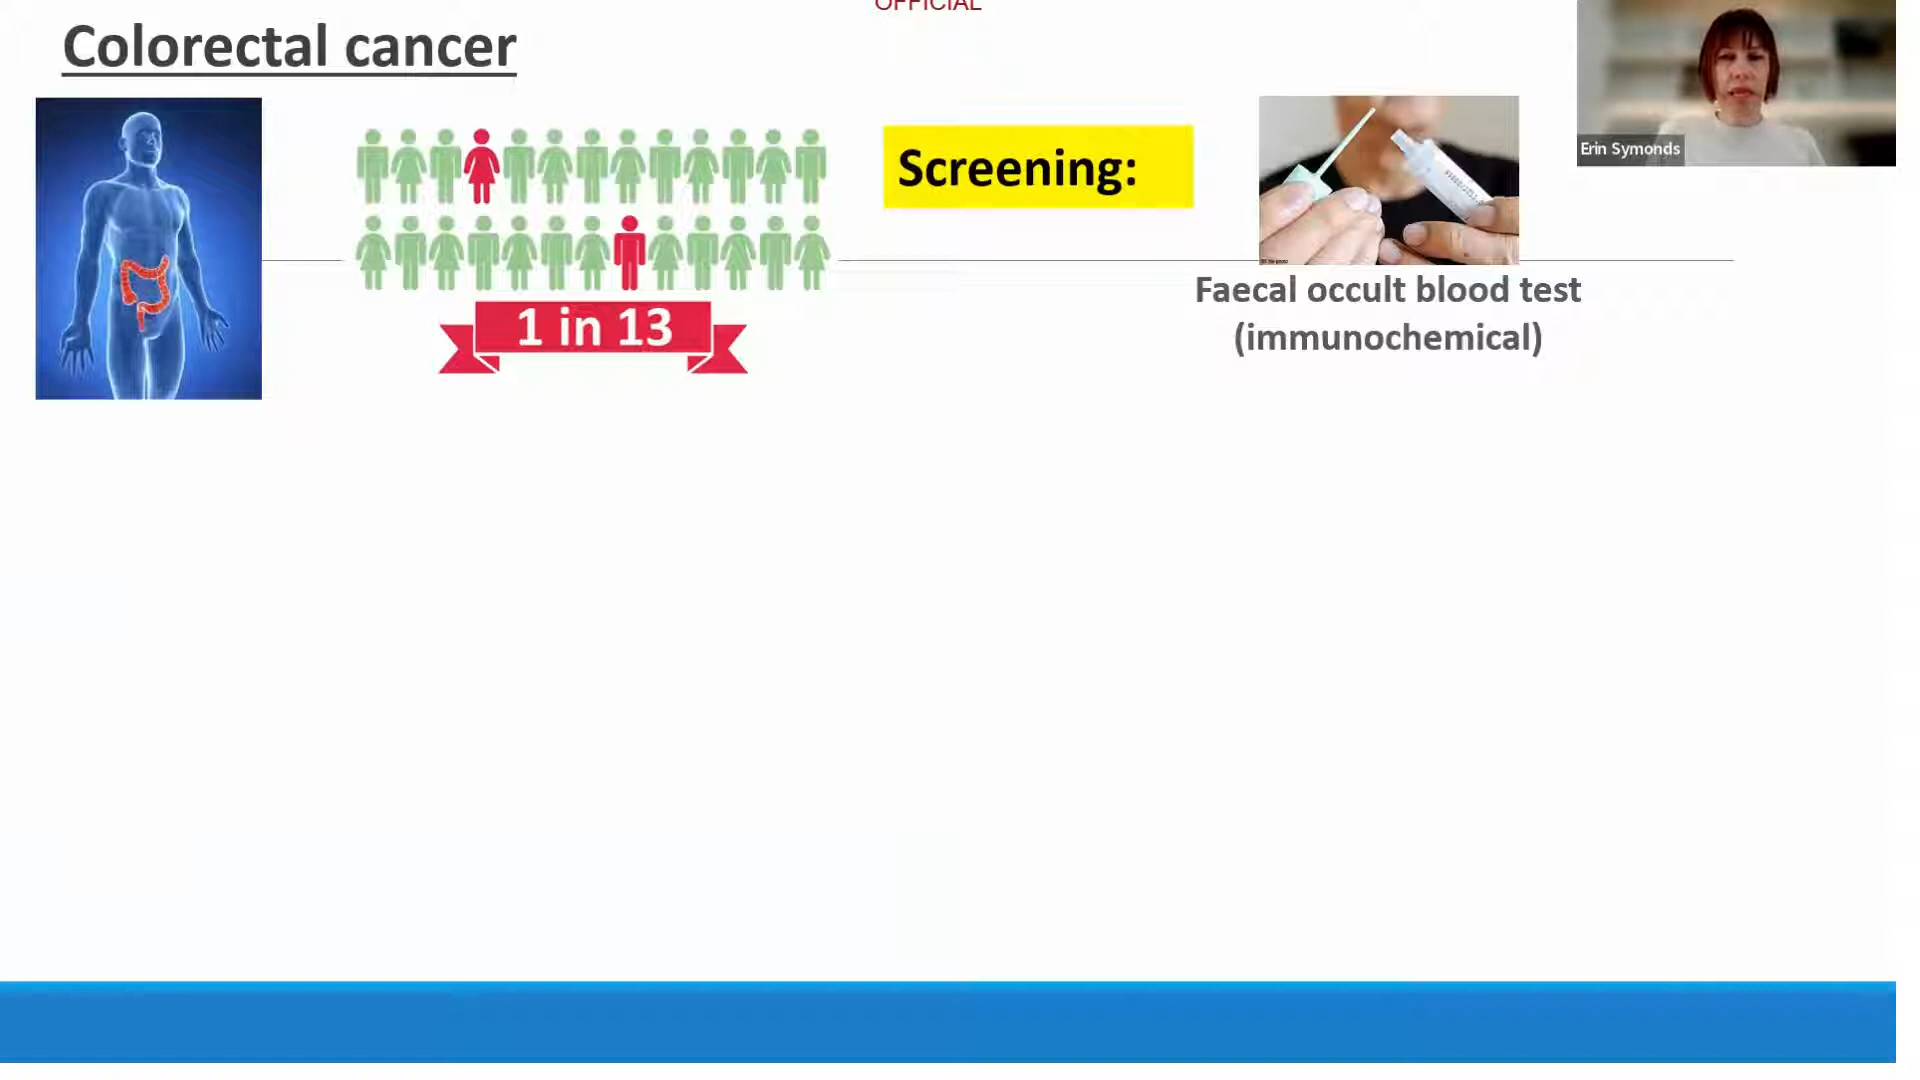 OFFICIAL
Colorectal cancer
Erin Symonds
Screening:
1 in 13
Faecal occult blood test
(immunochemical)